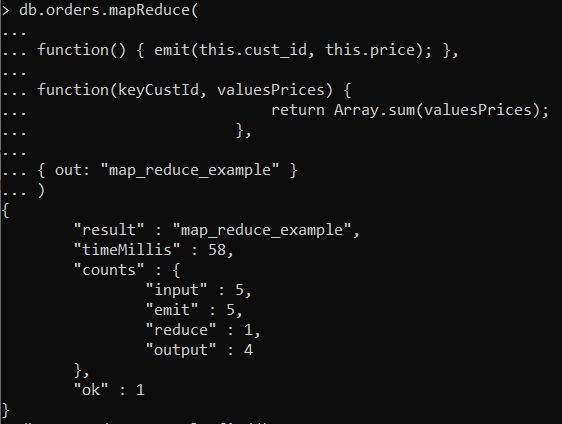 > db.orders.mapReduce(
...
... function() { emit(this.cust_id, this.price); },
...
... function(keyCustId, valuesPrices) {
...                         return Array.sum(valuesPrices);
...                     },
...
... { out: "map_reduce_example" }
... )
{
        "result" : "map_reduce_example",
        "timeMillis" : 58,
        "counts" : {
                "input" : 5,
                "emit" : 5,
                "reduce" : 1,
                "output" : 4
        },
        "ok" : 1
}